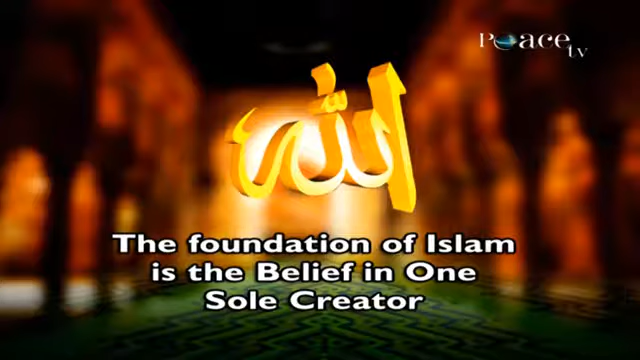 Peace tv
الله
The foundation of Islam
is the Belief in One
Sole Creator